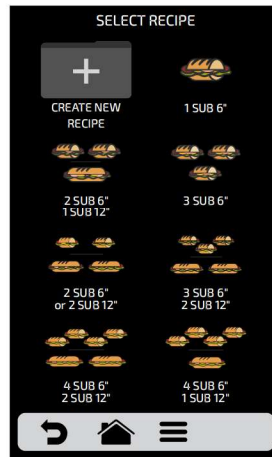 SELECT RECIPE
CREATE NEW
RECIPE
1 SUB 6"
2 SUB 6"
1 SUB 12"
3 SUB 6"
2 SUB 6"
or 2 SUB 12"
3 SUB 6"
2 SUB 12"
4 SUB 6"
2 SUB 12"
4 SUB 6"
1 SUB 12"